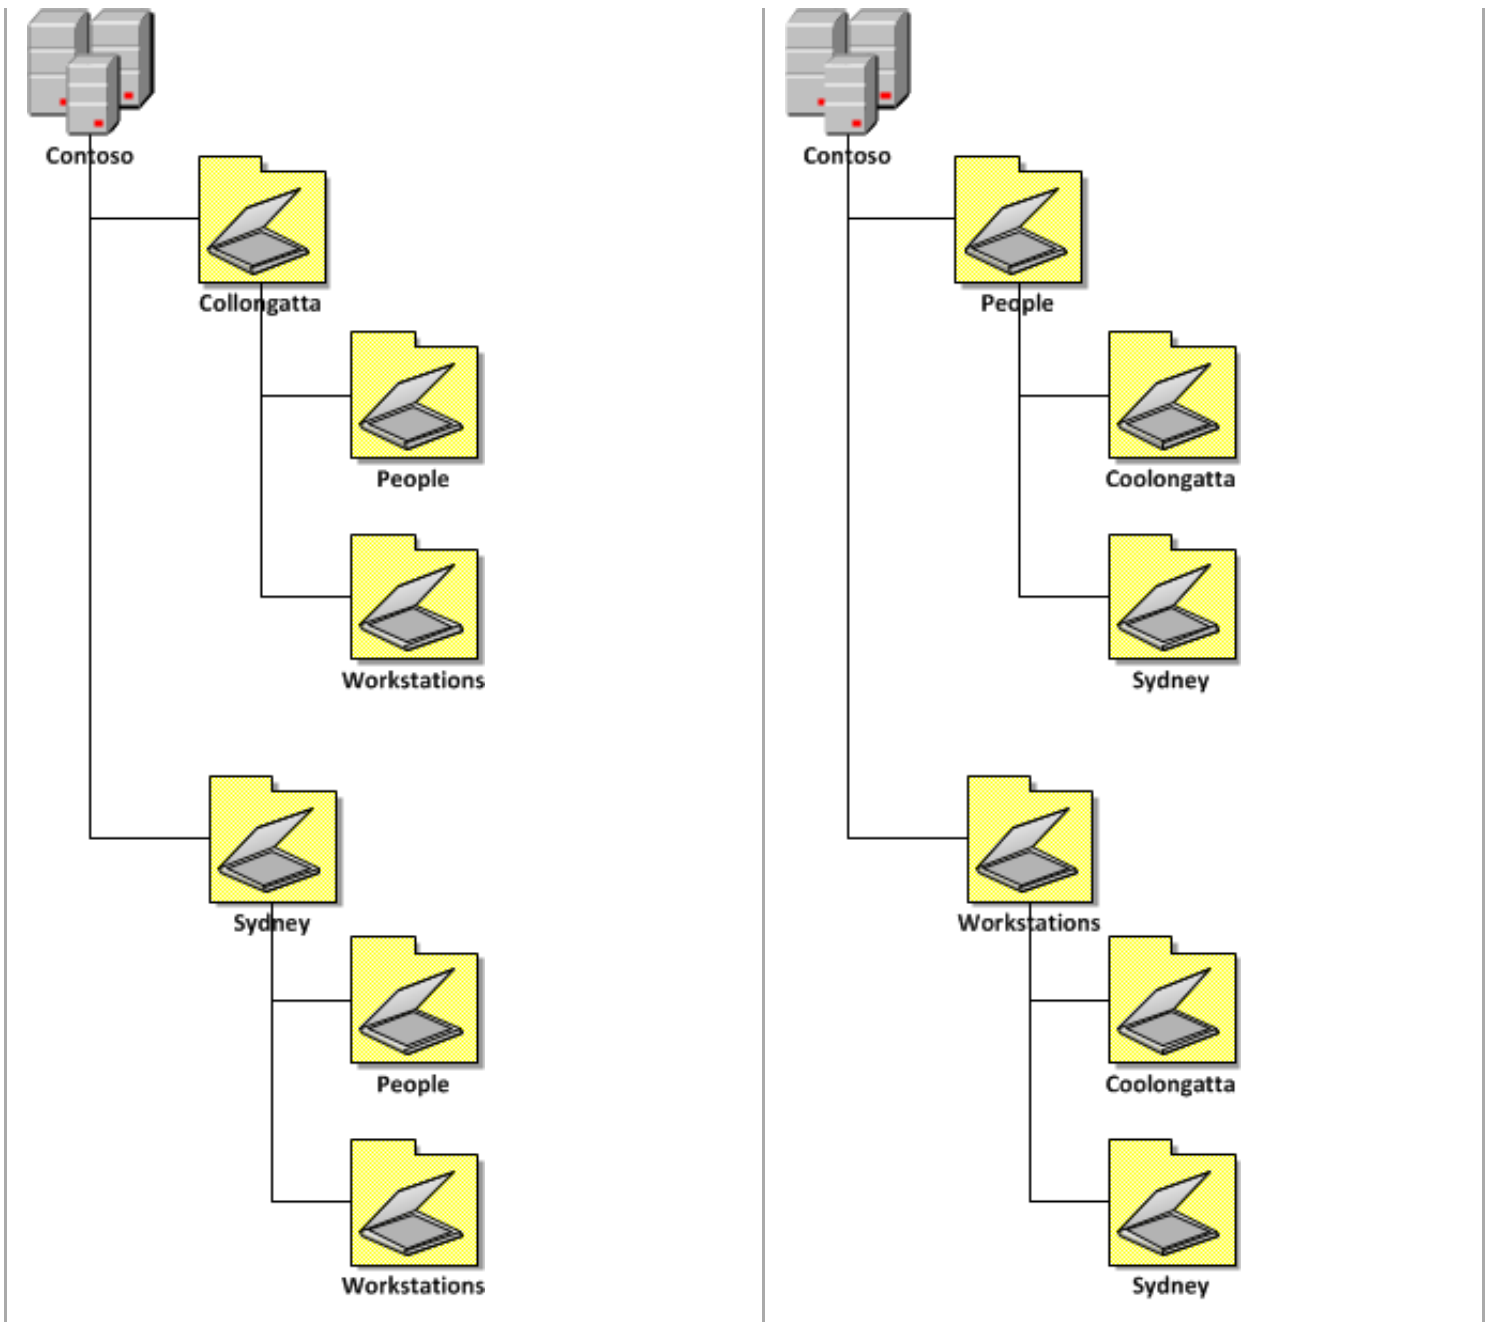 Contoso
Collongatta
People
Workstations
Sydney
People
Workstations
Contoso
People
Coolongatta
Sydney
Workstations
Coolongatta
Sydney